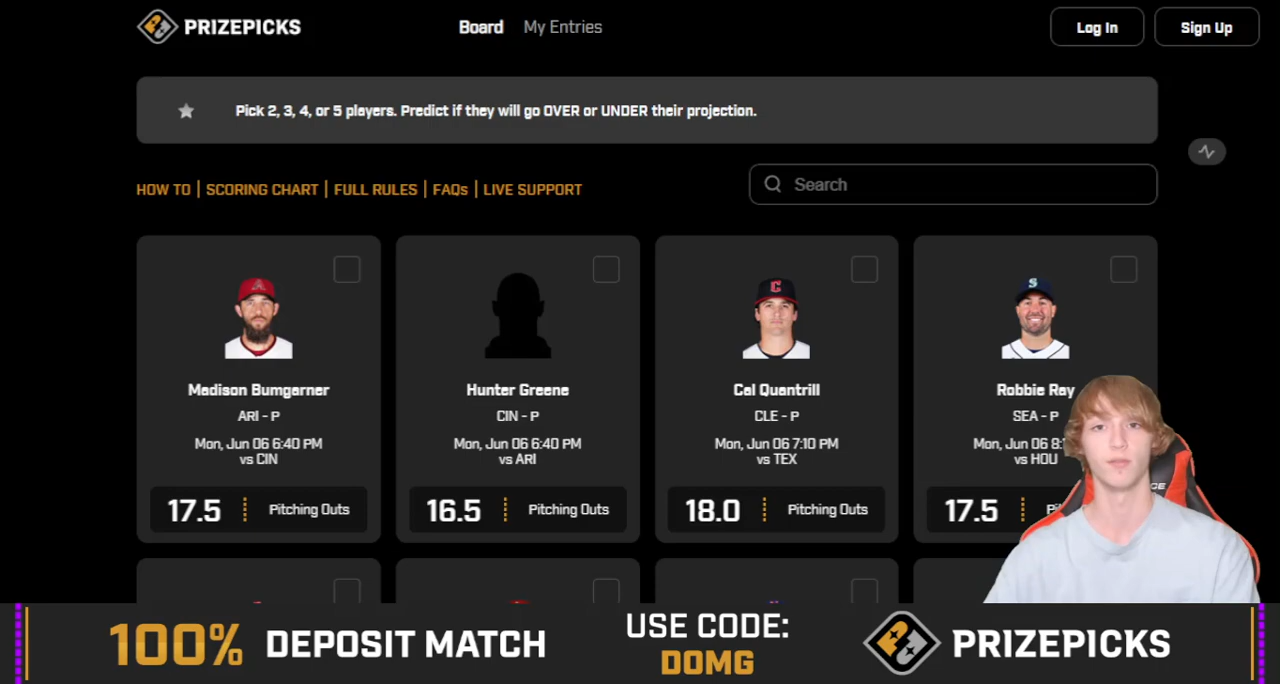 PRIZEPICKS
Board
My Entries
Log In
Sign Up
Pick 2, 3, 4, or 5 players. Predict if they will go OVER or UNDER their projection.
HOW TO | SCORING CHART | FULL RULES | FAQs | LIVE SUPPORT
Search
Madison Bumgarner
ARI - P
Mon, Jun 06 6:40 PM
vs CIN
17.5
Pitching Outs
Hunter Greene
CIN - P
Mon, Jun 06 6:40 PM
vs ARI
16.5
Pitching Outs
Cal Quantrill
CLE - P
Mon, Jun 06 7:10 PM
vs TEX
18.0
Pitching Outs
Robbie Ray
SEA - P
Mon, Jun 06
vs HOU
17.5
100% DEPOSIT MATCH
USE CODE:
DOMG
PRIZEPICKS